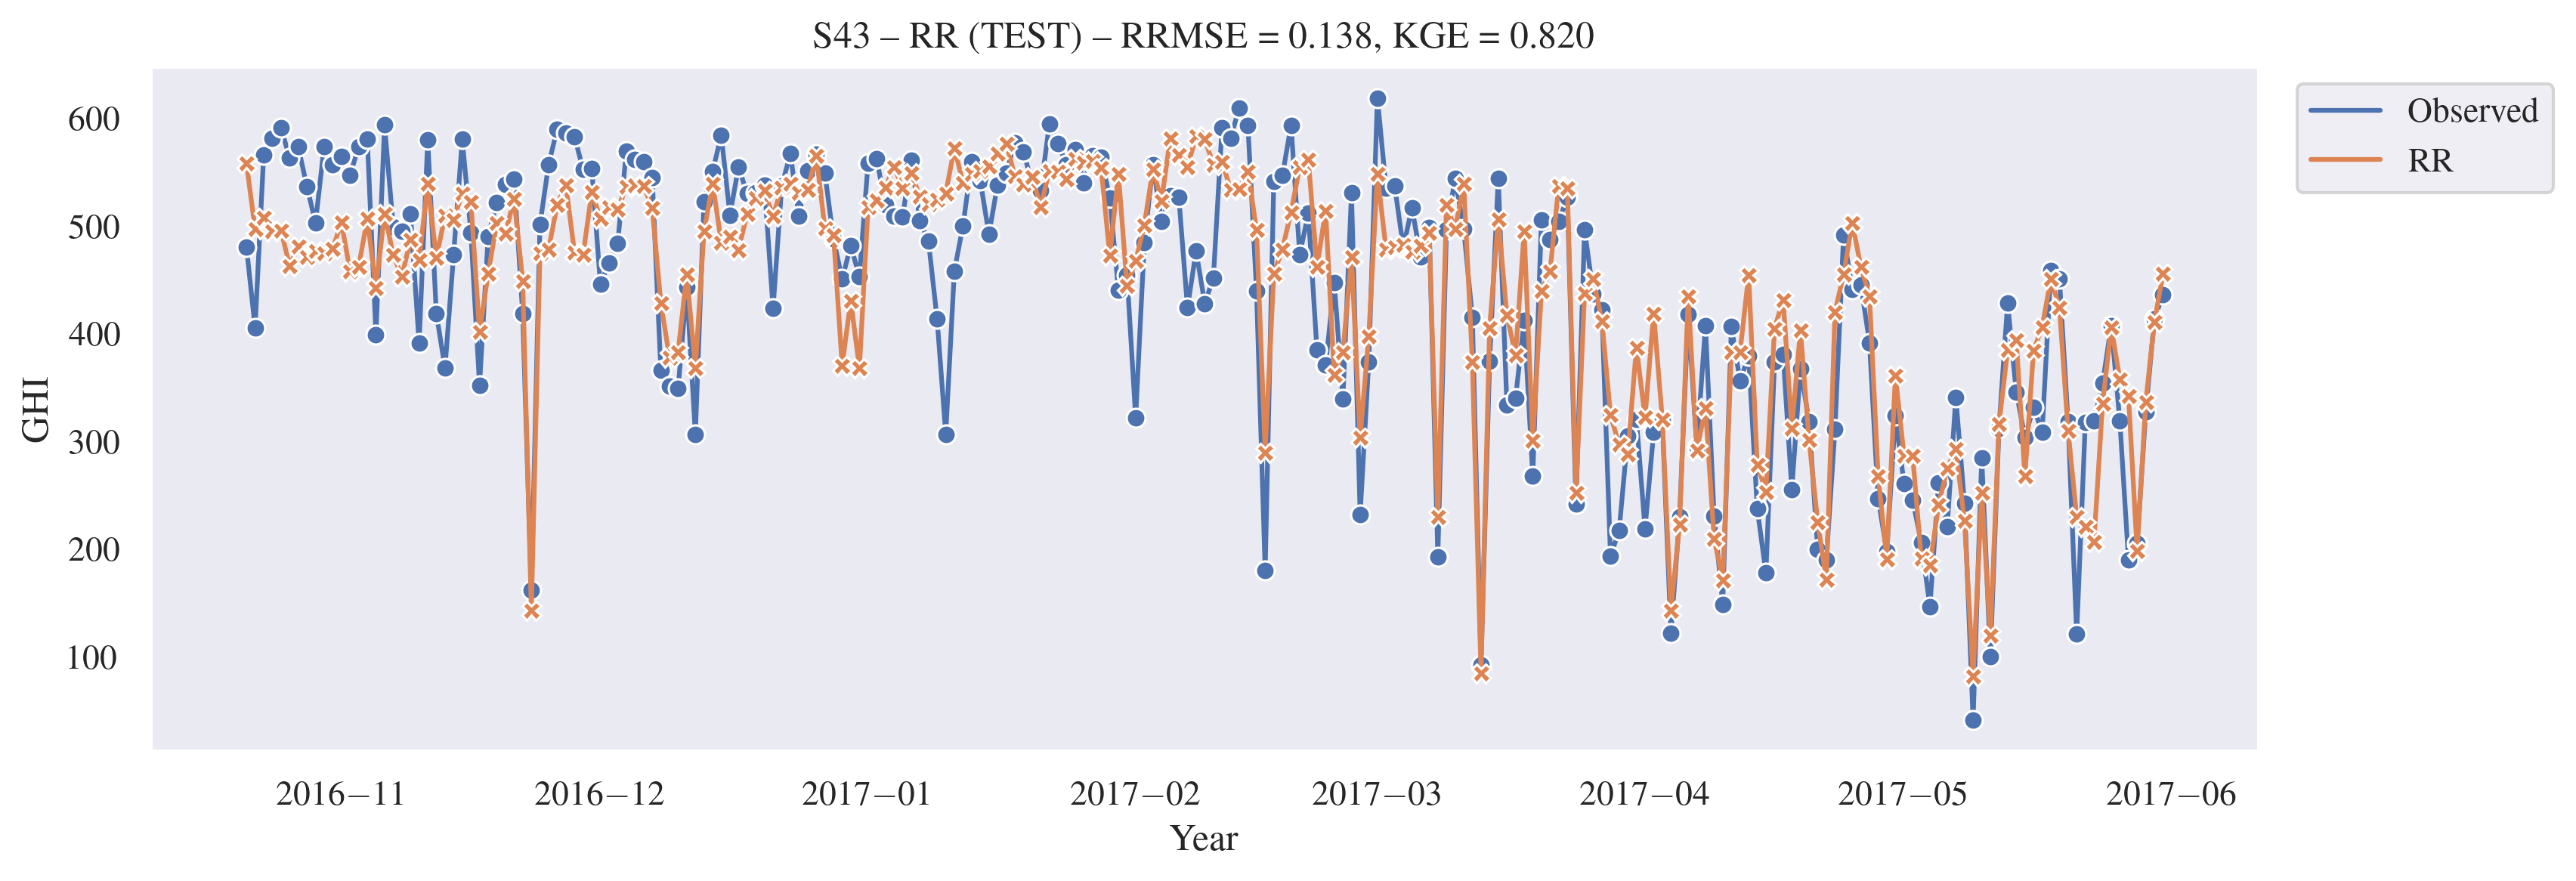 S43 – RR (TEST) – RRMSE = 0.138, KGE = 0.820
Observed
RR
600
500
400
300
200
100
GHI
2016−11
2016−12
2017−01
2017−02
2017−03
2017−04
2017−05
2017−06
Year